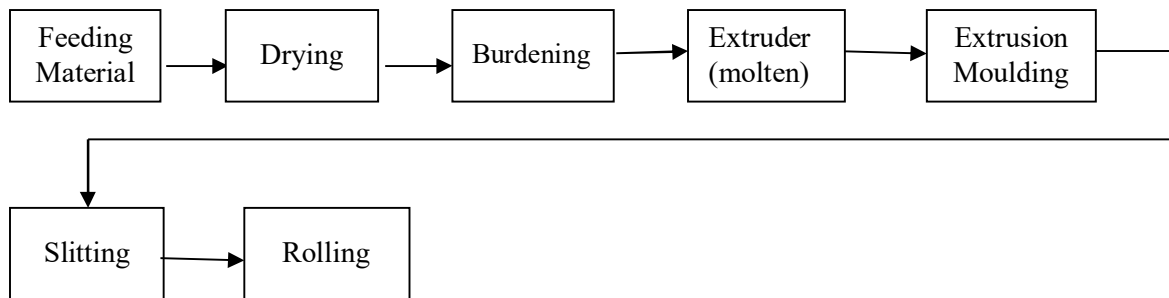 Feeding
Material
Drying
Burdening
Extruder
(molten)
Extrusion
Moulding
Slitting
Rolling